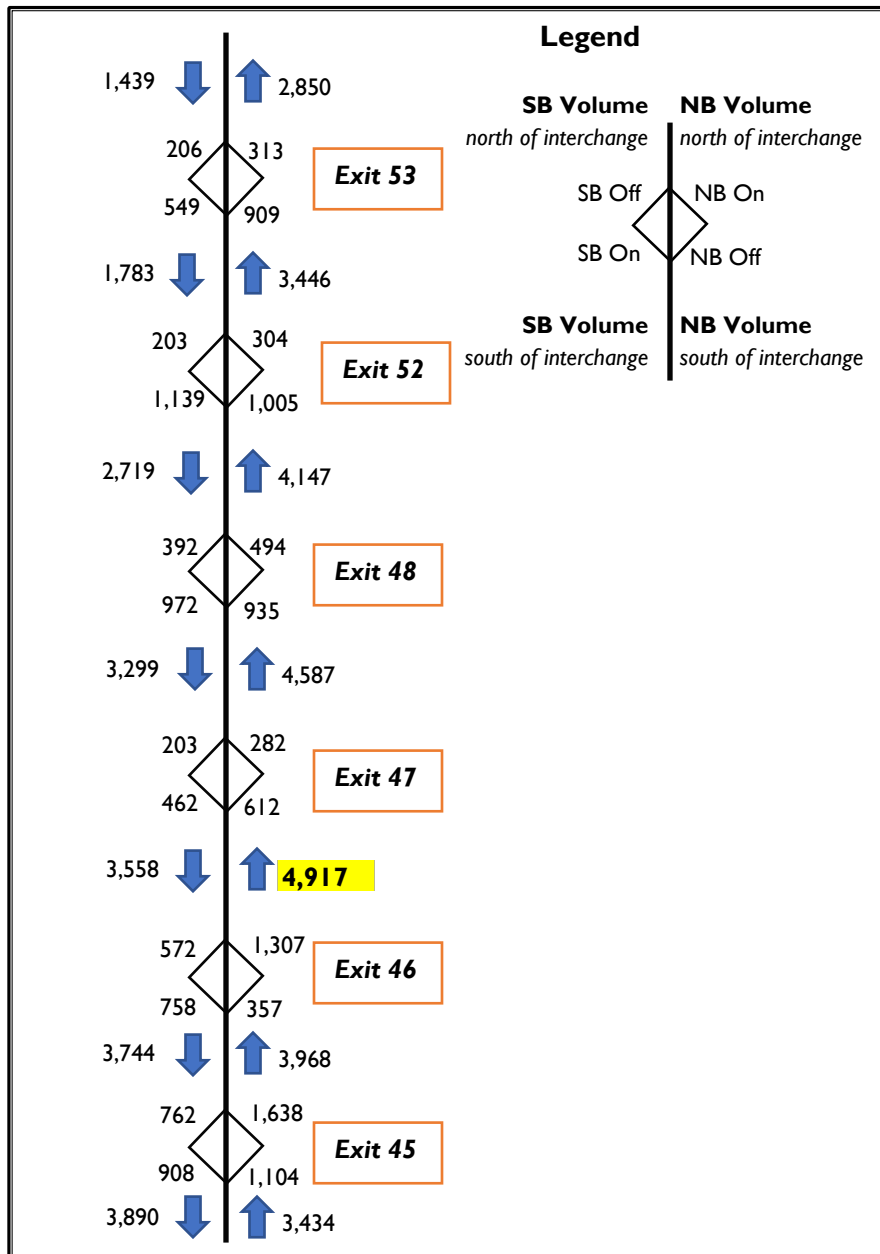 Legend
SB Volume NB Volume
north of interchange north of interchange
SB Off NB On
SB On NB Off
SB Volume NB Volume
south of interchange south of interchange
1,439 2,850
206 313
Exit 53
549 909
1,783 3,446
203 304
Exit 52
1,139 1,005
2,719 4,147
392 494
Exit 48
972 935
3,299 4,587
203 282
Exit 47
462 612
3,558 4,917
572 1,307
Exit 46
758 357
3,744 3,968
762 1,638
Exit 45
908 1,104
3,890 3,434